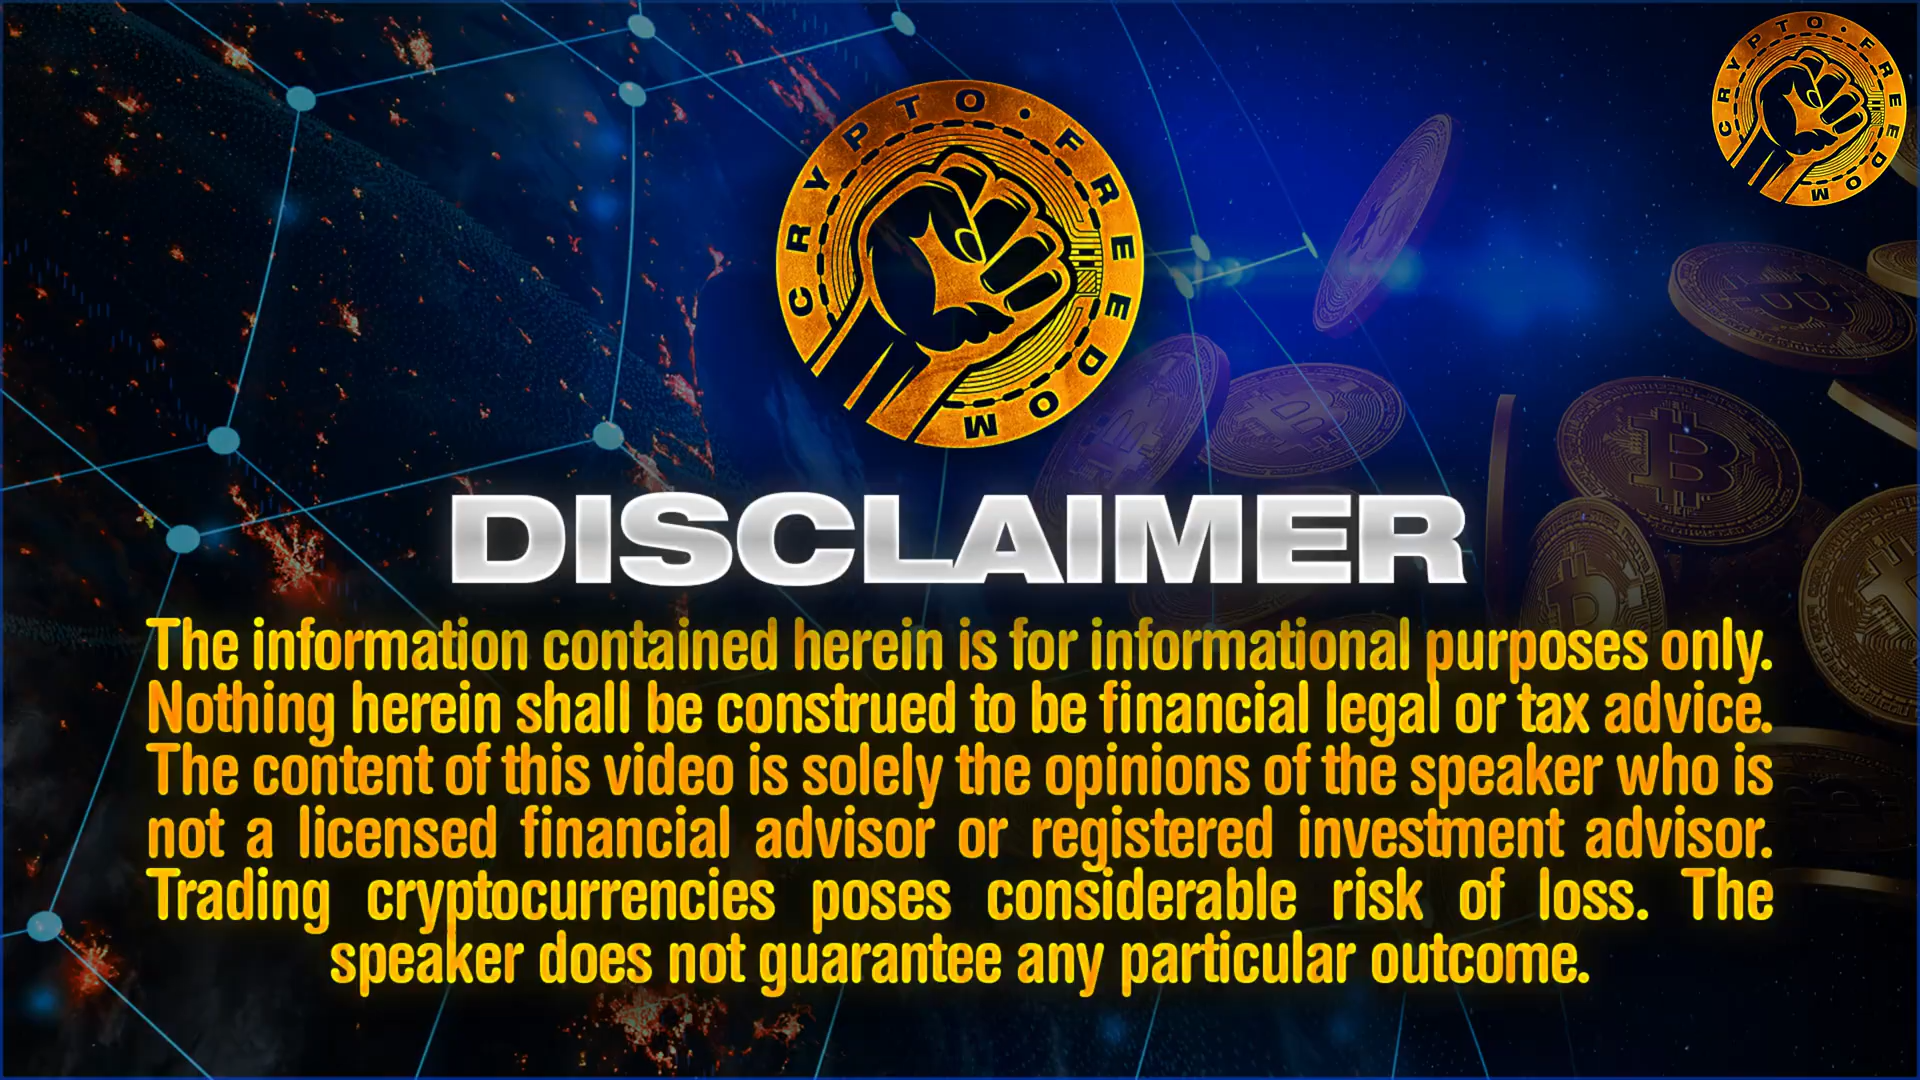 CRYPTO · FREEDOM
CRYPTO · FREEDOM
DISCLAIMER
The information contained herein is for informational purposes only.
Nothing herein shall be construed to be financial legal or tax advice.
The content of this video is solely the opinions of the speaker who is
not a licensed financial advisor or registered investment advisor.
Trading cryptocurrencies poses considerable risk of loss. The
speaker does not guarantee any particular outcome.